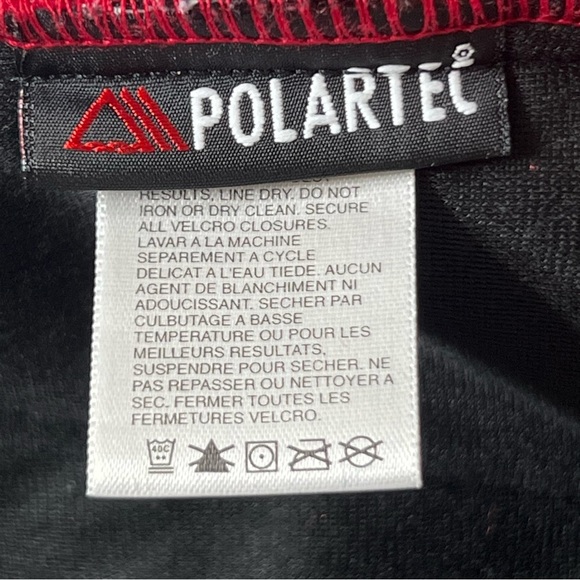 POLARTEC
RESULTS, LINE DRY. DO NOT
IRON OR DRY CLEAN. SECURE
ALL VELCRO CLOSURES.
LAVAR A LA MACHINE
SEPAREMENT A CYCLE
DELICAT A L'EAU TIEDE. AUCUN
AGENT DE BLANCHIMENT NI
ADOUCISSANT. SECHER PAR
CULBUTAGE A BASSE
TEMPERATURE OU POUR LES
MEILLEURS RESULTATS,
SUSPENDRE POUR SECHER. NE
PAS REPASSER OU NETTOYER A
SEC. FERMER TOUTES LES
FERMETURES VELCRO.
40C